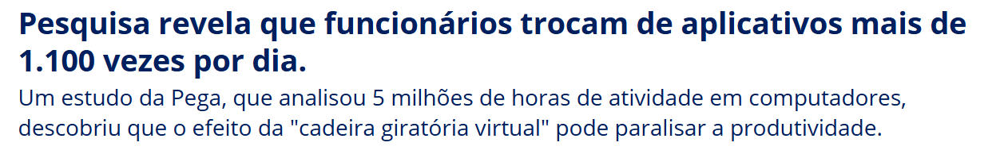 Pesquisa revela que funcionários trocam de aplicativos mais de
1.100 vezes por dia.
Um estudo da Pega, que analisou 5 milhões de horas de atividade em computadores,
descobriu que o efeito da "cadeira giratória virtual" pode paralisar a produtividade.